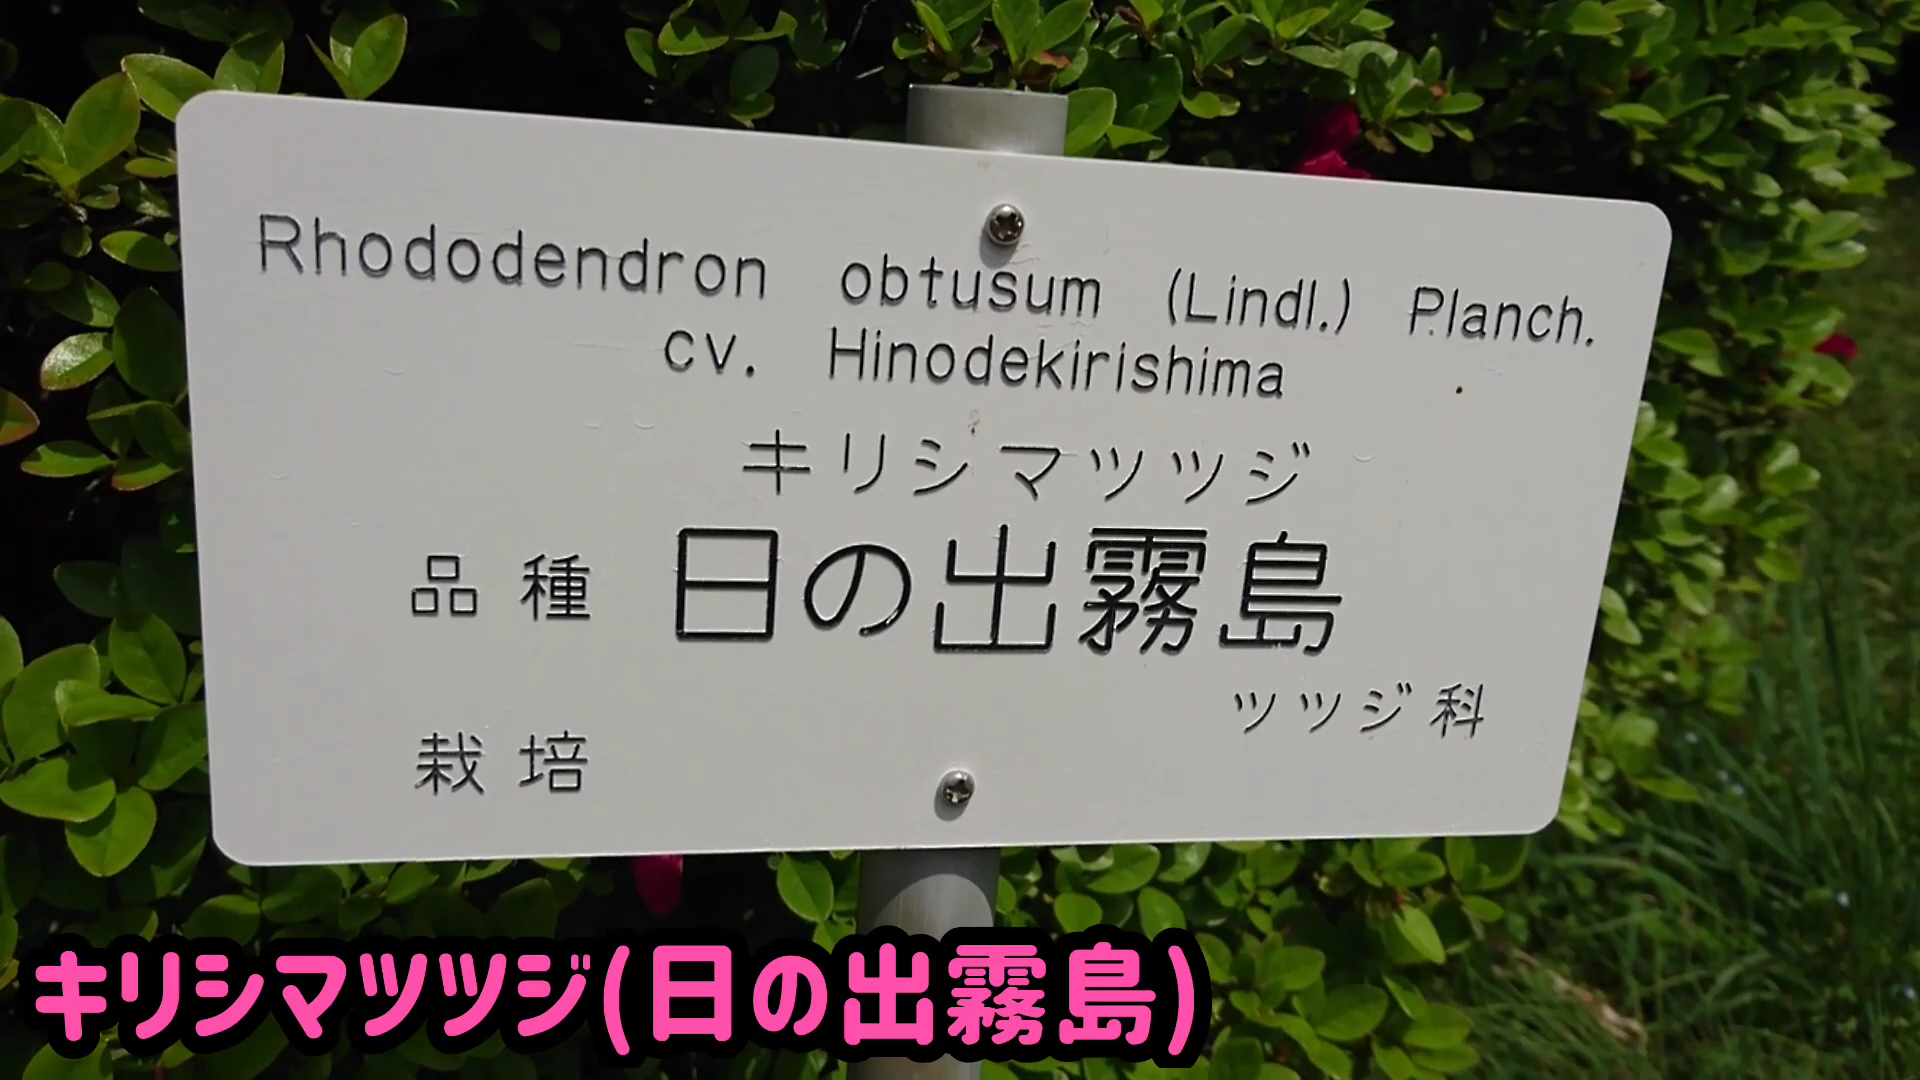 Rhododendron obtusum (Lindl.) Planch.
cv. Hinodekirishima
キリシマツツジ
品種 日の出霧島
ツツジ科
栽培
キリシマツツジ(日の出霧島)